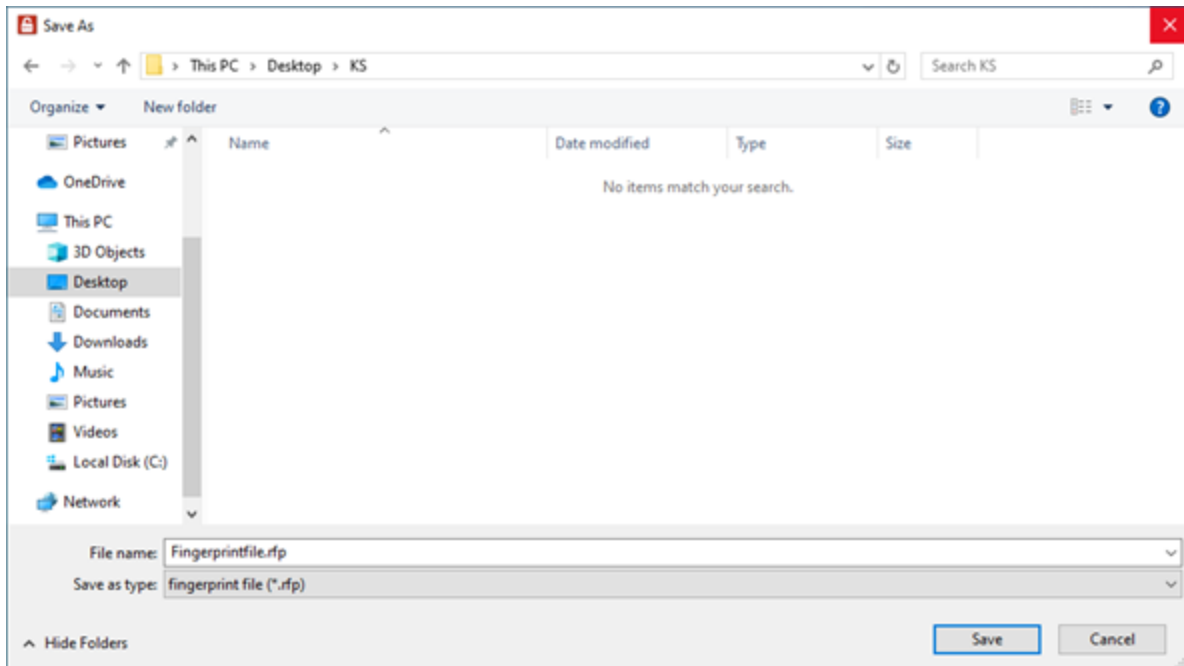 Save As
This PC > Desktop > KS
Search KS
Organize
New folder
Name
Date modified
Type
Size
No items match your search.
Pictures
OneDrive
This PC
3D Objects
Desktop
Documents
Downloads
Music
Pictures
Videos
Local Disk (C:)
Network
File name: Fingerprintfile.rfp
Save as type: fingerprint file (*.rfp)
Hide Folders
Save
Cancel